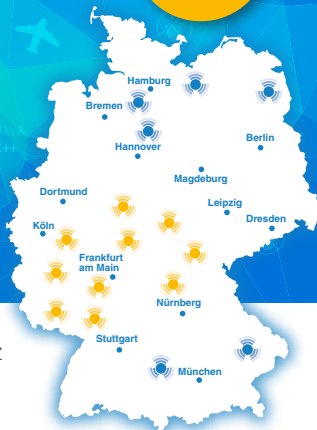 Hamburg
Bremen
Berlin
Hannover
Magdeburg
Dortmund
Leipzig
Köln
Dresden
Frankfurt
am Main
Nürnberg
Stuttgart
München